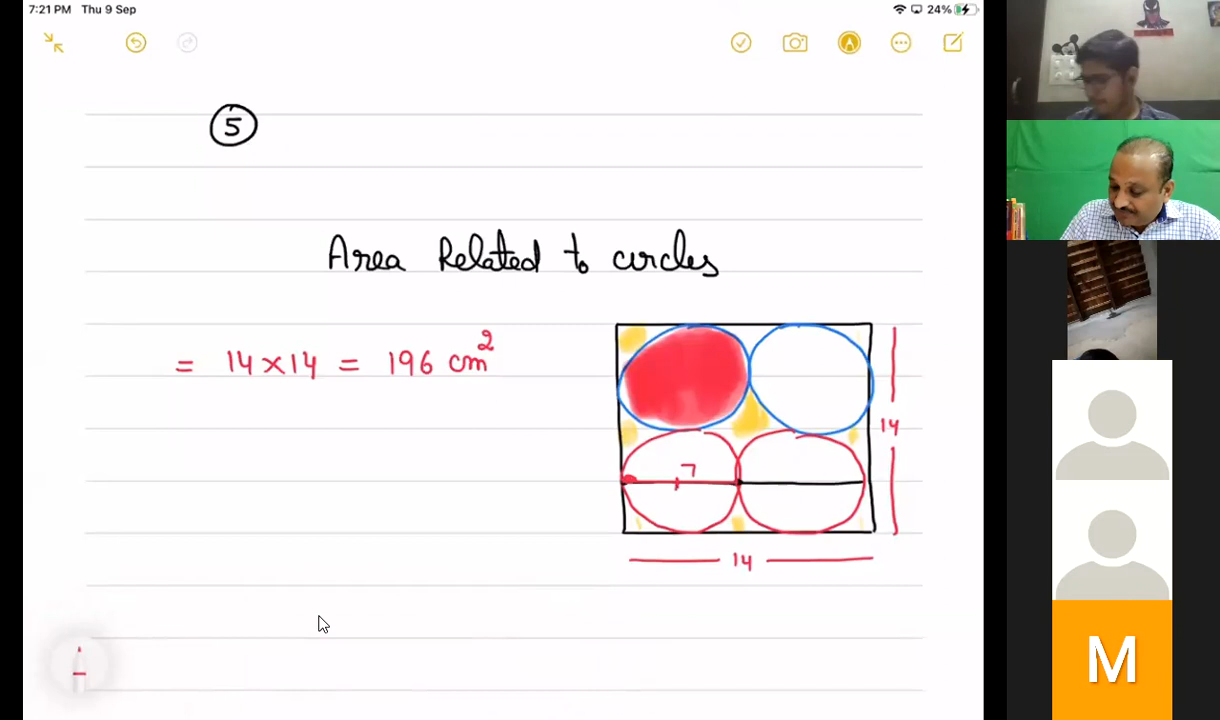 7:21 PM Thu 9 Sep
24%
5
Area Related to circles
= 14×14 = 196 cm²
7
14
14
M